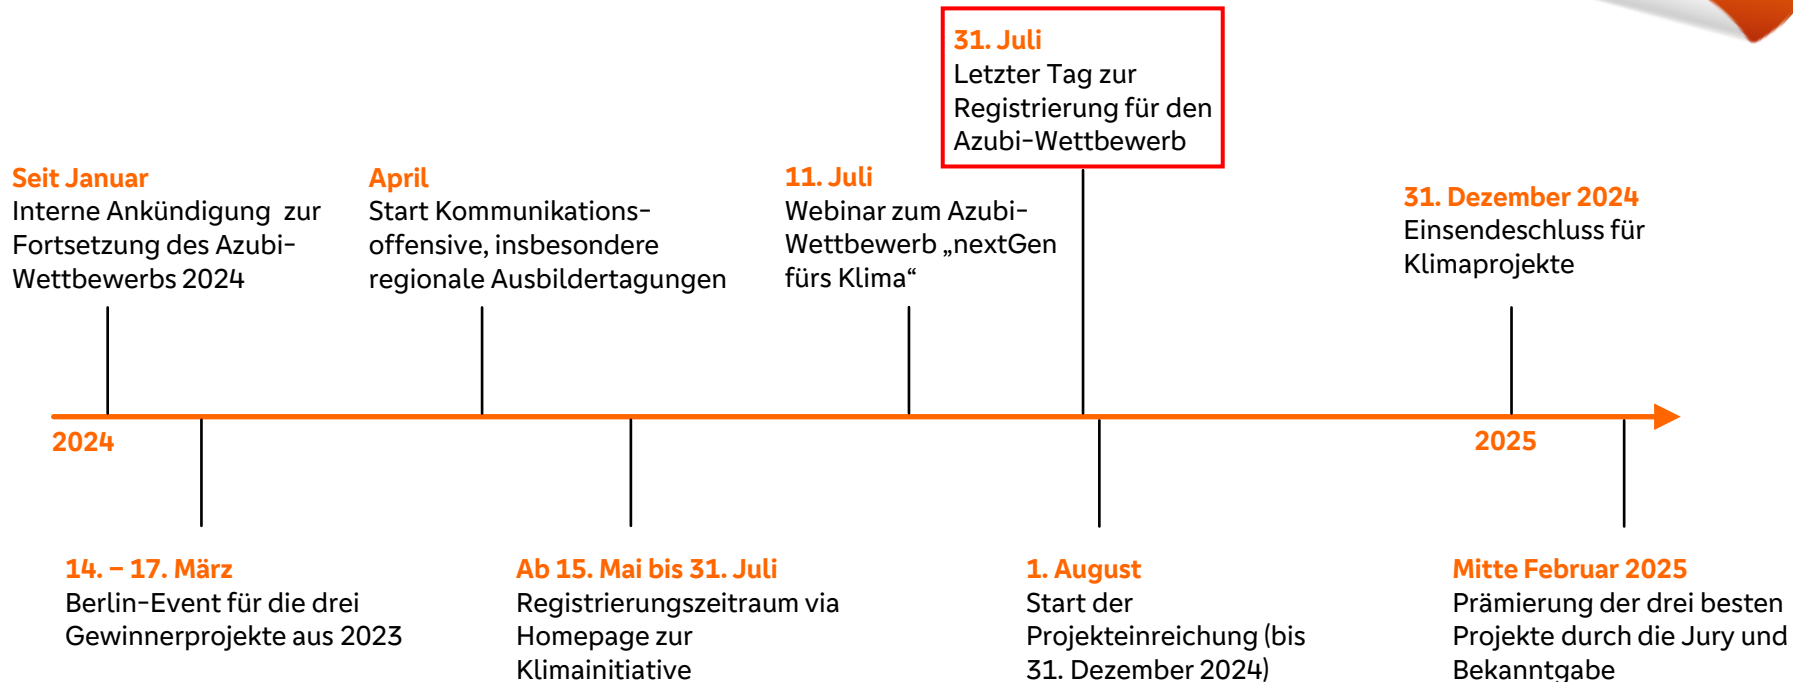 31. Juli
Letzter Tag zur
Registrierung für den
Azubi-Wettbewerb
Seit Januar
Interne Ankündigung zur
Fortsetzung des Azubi-
Wettbewerbs 2024
April
Start Kommunikations-
offensive, insbesondere
regionale Ausbildertagungen
11. Juli
Webinar zum Azubi-
Wettbewerb „nextGen
fürs Klima“
31. Dezember 2024
Einsendeschluss für
Klimaprojekte
2024
2025
14. – 17. März
Berlin-Event für die drei
Gewinnerprojekte aus 2023
Ab 15. Mai bis 31. Juli
Registrierungszeitraum via
Homepage zur
Klimainitiative
1. August
Start der
Projekteinreichung (bis
31. Dezember 2024)
Mitte Februar 2025
Prämierung der drei besten
Projekte durch die Jury und
Bekanntgabe